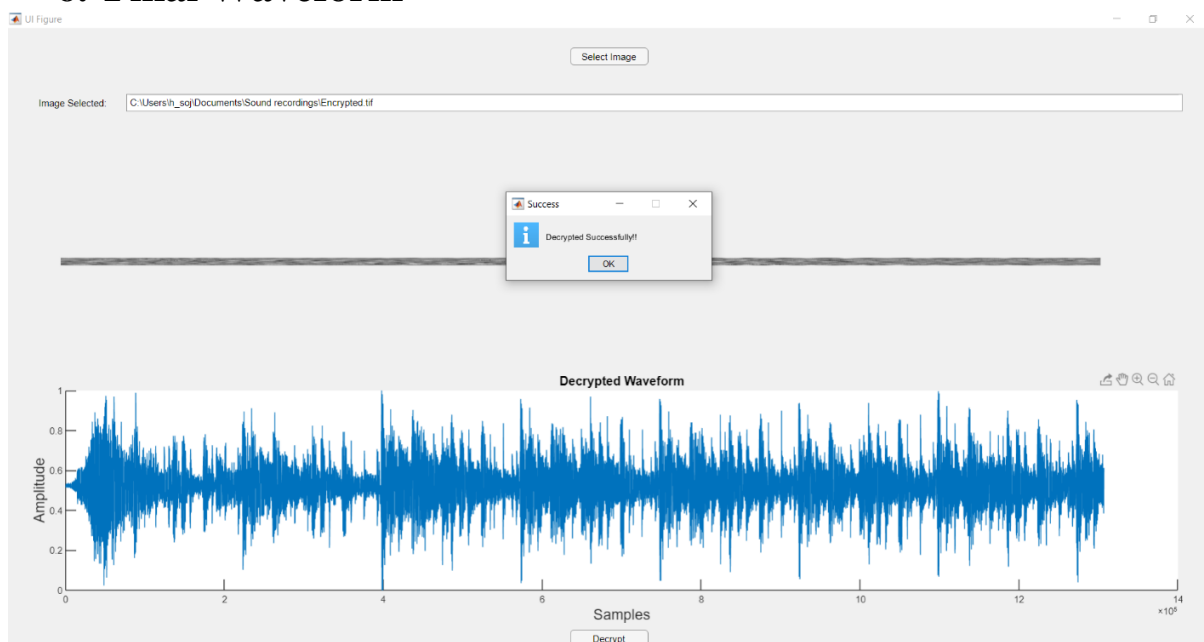 UI Figure
Select Image
Image Selected:
C:\Users\h_soj\Documents\Sound recordings\Encrypted.tif
Success
Decrypted Successfully!!
OK
Decrypted Waveform
1
0.8
0.6
0.4
0.2
0
Amplitude
0 2 4 6 8 10 12 14
×10⁵
Samples
Decrypt